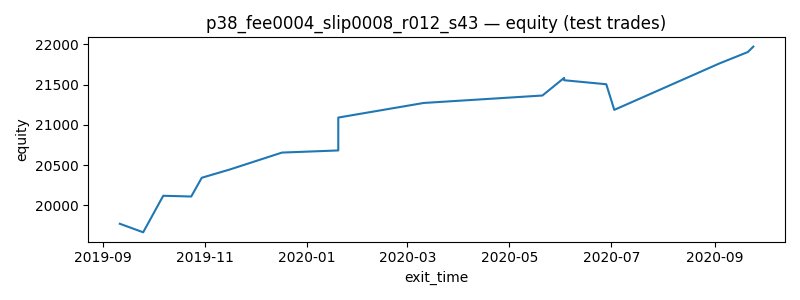 p38_fee0004_slip0008_r012_s43 — equity (test trades)
22000
21500
21000
20500
20000
equity
2019-09 2019-11 2020-01 2020-03 2020-05 2020-07 2020-09
exit_time